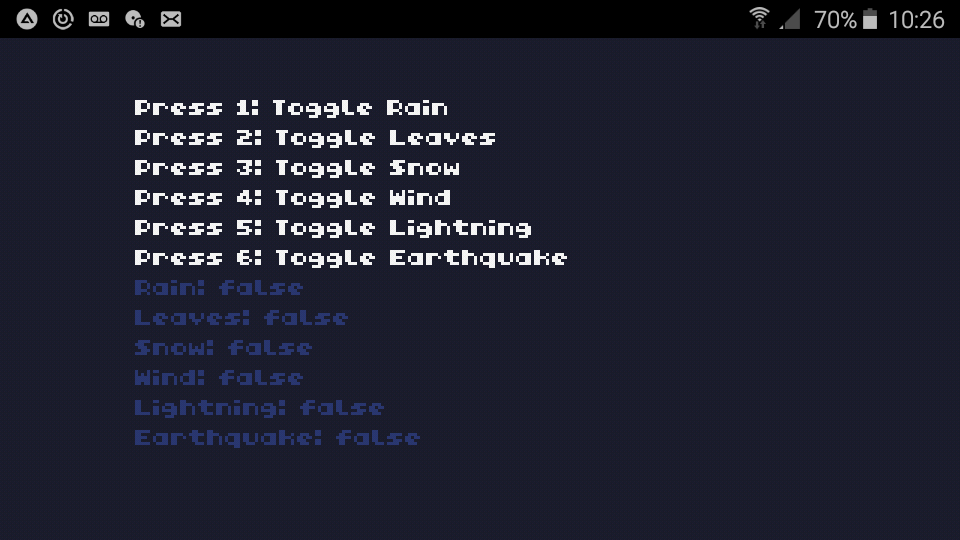 70% 10:26
Press 1: Toggle Rain
Press 2: Toggle Leaves
Press 3: Toggle Snow
Press 4: Toggle Wind
Press 5: Toggle Lightning
Press 6: Toggle Earthquake
Rain: false
Leaves: false
Snow: false
Wind: false
Lightning: false
Earthquake: false